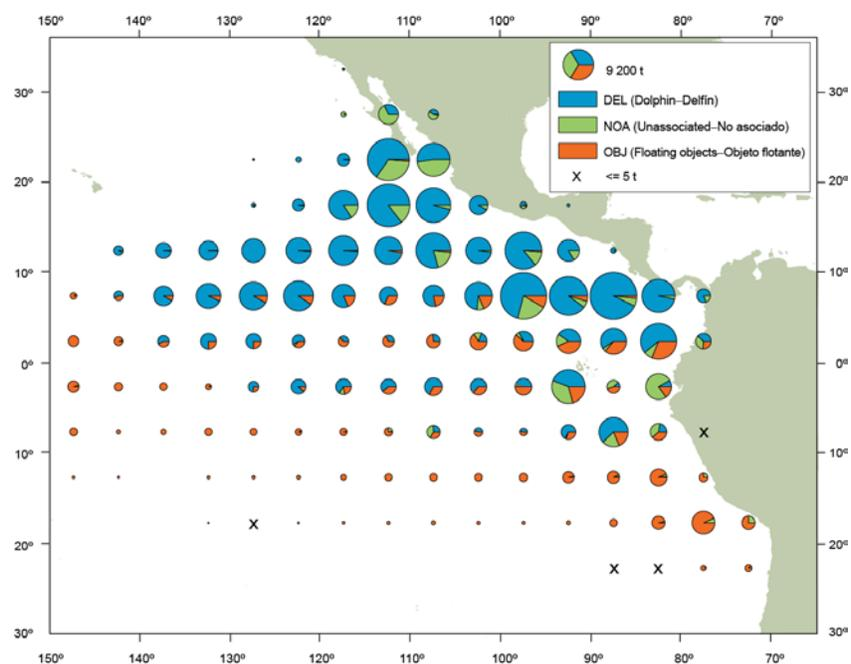 150° 140° 130° 120° 110° 100° 90° 80° 70°
9 200 t
30° 30°
DEL (Dolphin–Delfín)
NOA (Unassociated–No asociado)
OBJ (Floating objects–Objeto flotante)
x <= 5 t
20° 20°
10° 10°
0° 0°
x
10° 10°
x
20° 20°
x x
30° 30°
150° 140° 130° 120° 110° 100° 90° 80° 70°